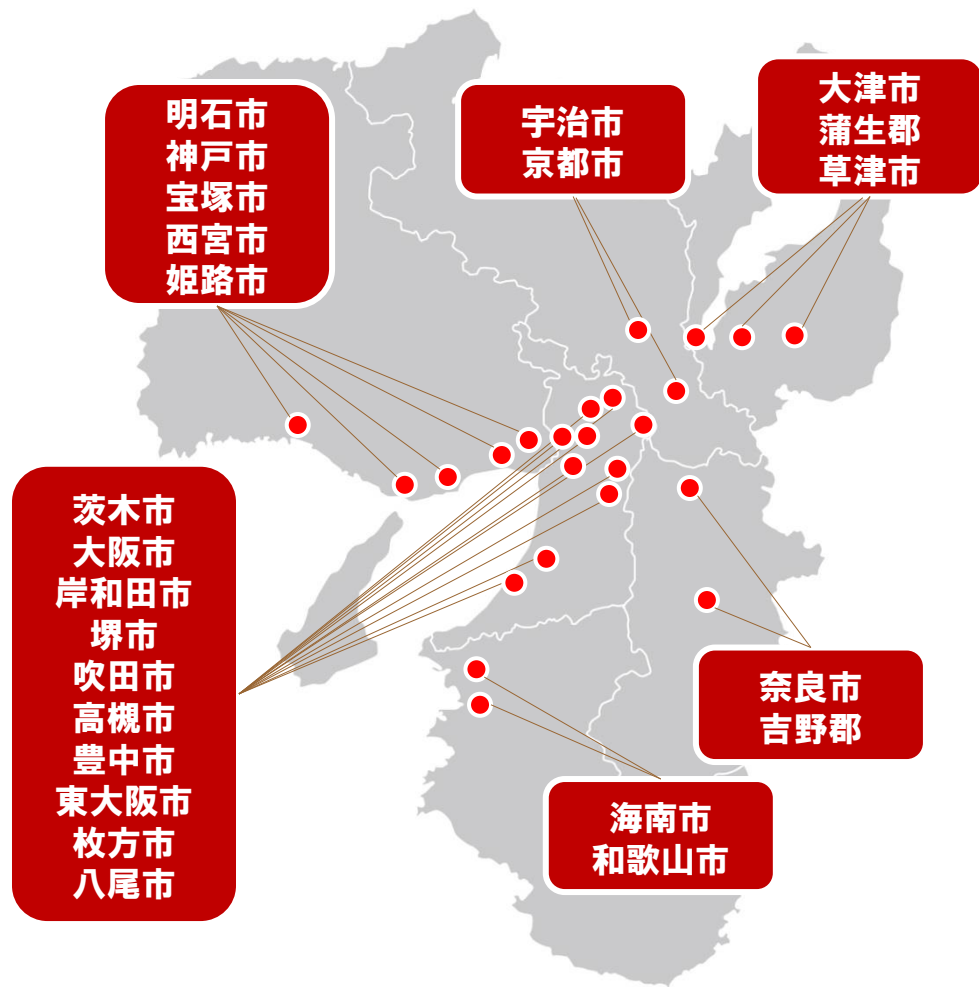 明石市
神戸市
宝塚市
西宮市
姫路市
宇治市
京都市
大津市
蒲生郡
草津市
茨木市
大阪市
岸和田市
堺市
吹田市
高槻市
豊中市
東大阪市
枚方市
八尾市
奈良市
吉野郡
海南市
和歌山市